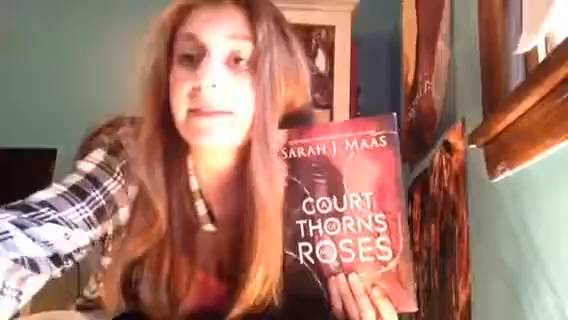 SARAH J MAAS
A
COURT
OF
THORNS
AND
ROSES